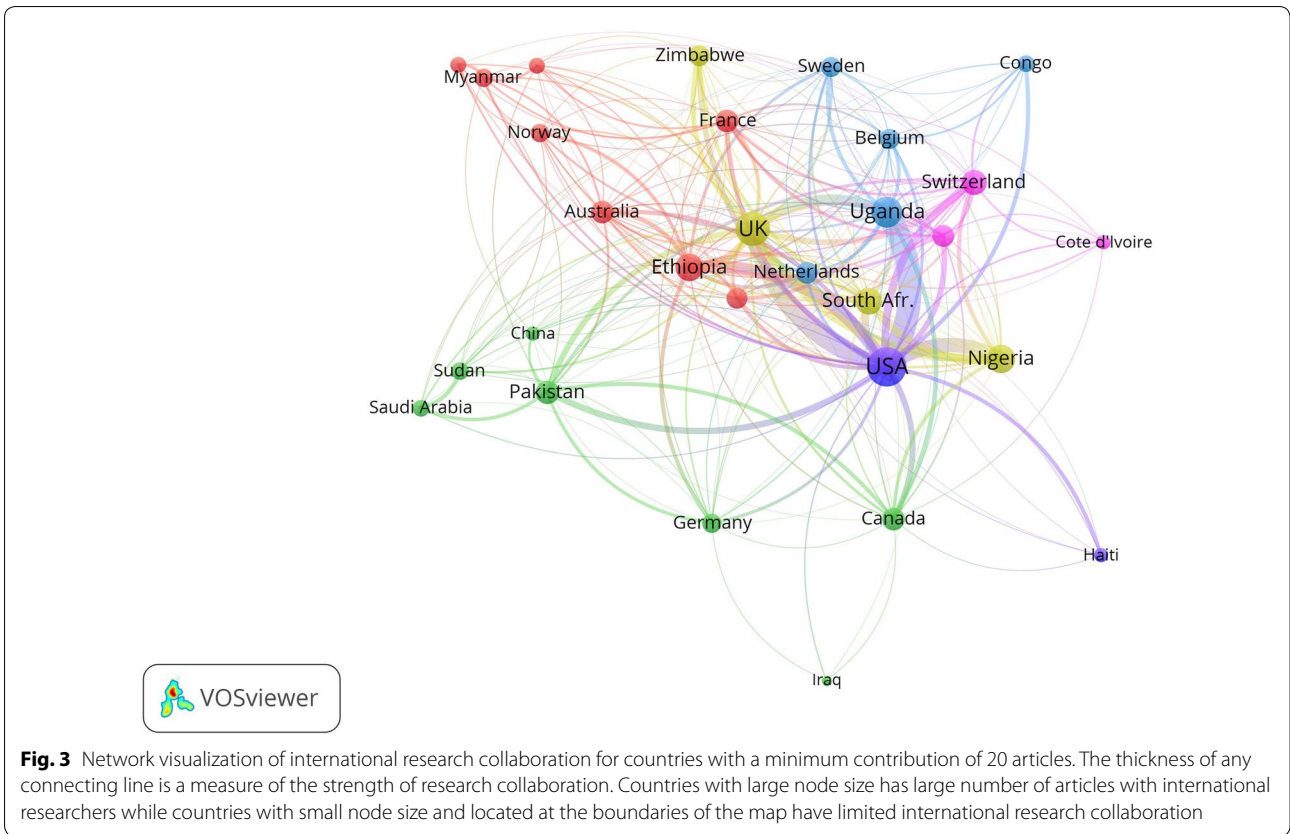 Zimbabwe
Sweden
Congo
Myanmar
Norway
France
Belgium
Switzerland
Australia
UK
Uganda
Cote d'Ivoire
Ethiopia
Netherlands
South Afr.
China
Nigeria
USA
Sudan
Pakistan
Saudi Arabia
Germany
Canada
Haiti
Iraq
VOSviewer
Fig. 3 Network visualization of international research collaboration for countries with a minimum contribution of 20 articles. The thickness of any
connecting line is a measure of the strength of research collaboration. Countries with large node size has large number of articles with international
researchers while countries with small node size and located at the boundaries of the map have limited international research collaboration